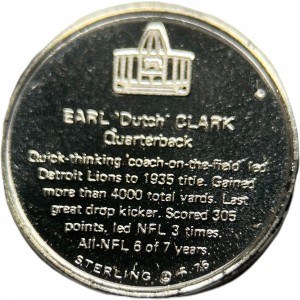 EARL "Dutch" CLARK
Quarterback
Quick-thinking "coach-on-the-field" led
Detroit Lions to 1935 title. Gained
more than 4000 total yards. Last
great drop kicker. Scored 305
points, led NFL 3 times.
All-NFL 6 of 7 years.
STERLING